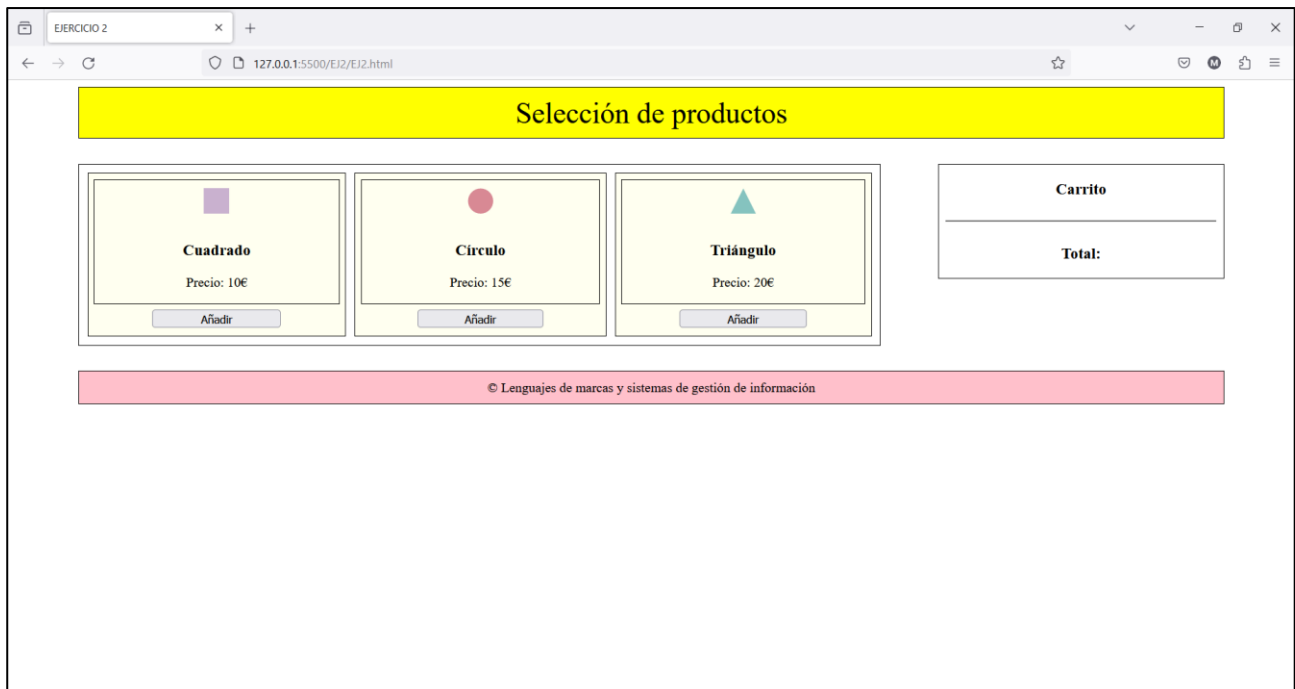 EJERCICIO 2
127.0.0.1:5500/EJ2/EJ2.html
M
Selección de productos
Cuadrado
Precio: 10€
Añadir
Círculo
Precio: 15€
Añadir
Triángulo
Precio: 20€
Añadir
Carrito
Total:
© Lenguajes de marcas y sistemas de gestión de información